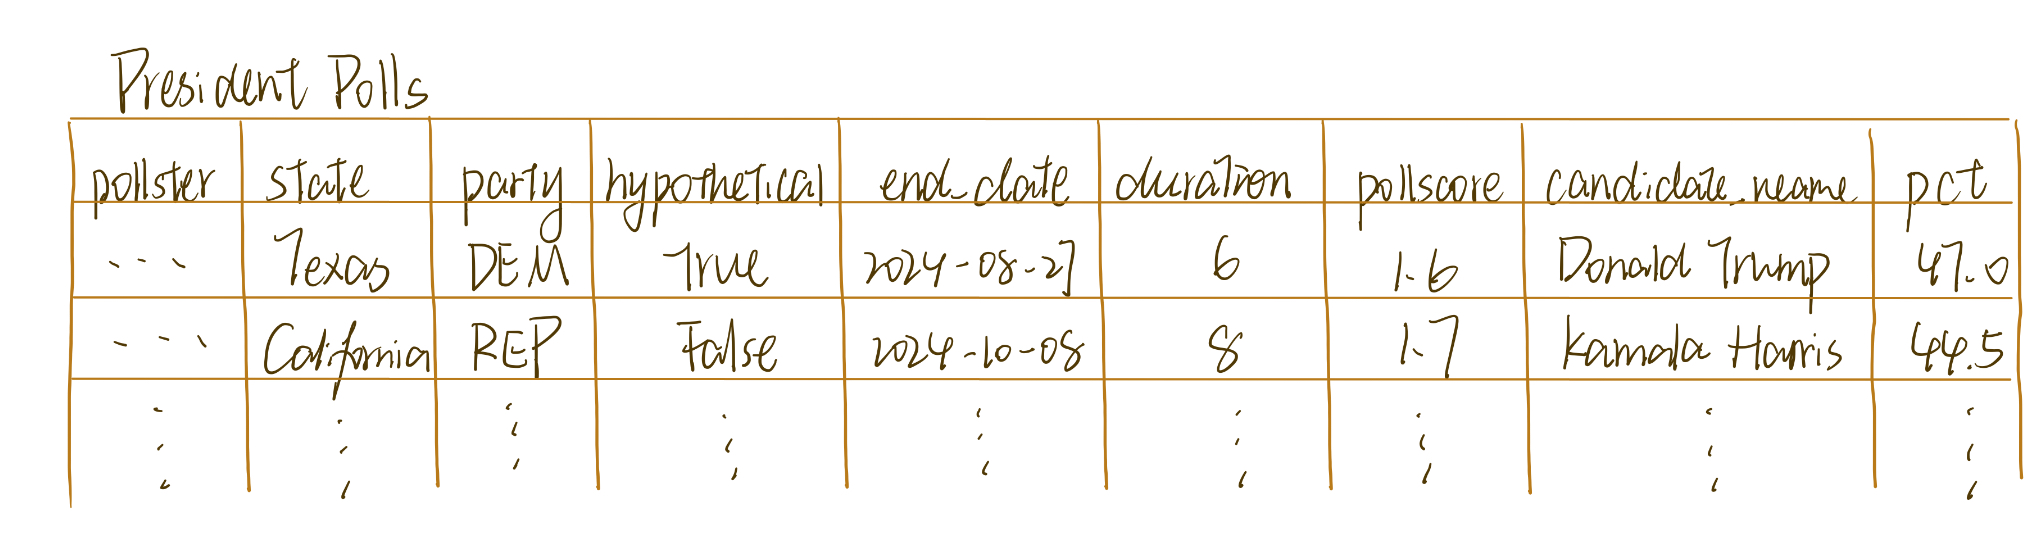 President Polls
pollster state party hypothetical end_date duration pollscore candidate_neame pct
... Texas DEM True 2024-08-27 6 1.6 Donald Trump 47.0
... California REP False 2024-10-08 8 1.7 Kamala Harris 44.5